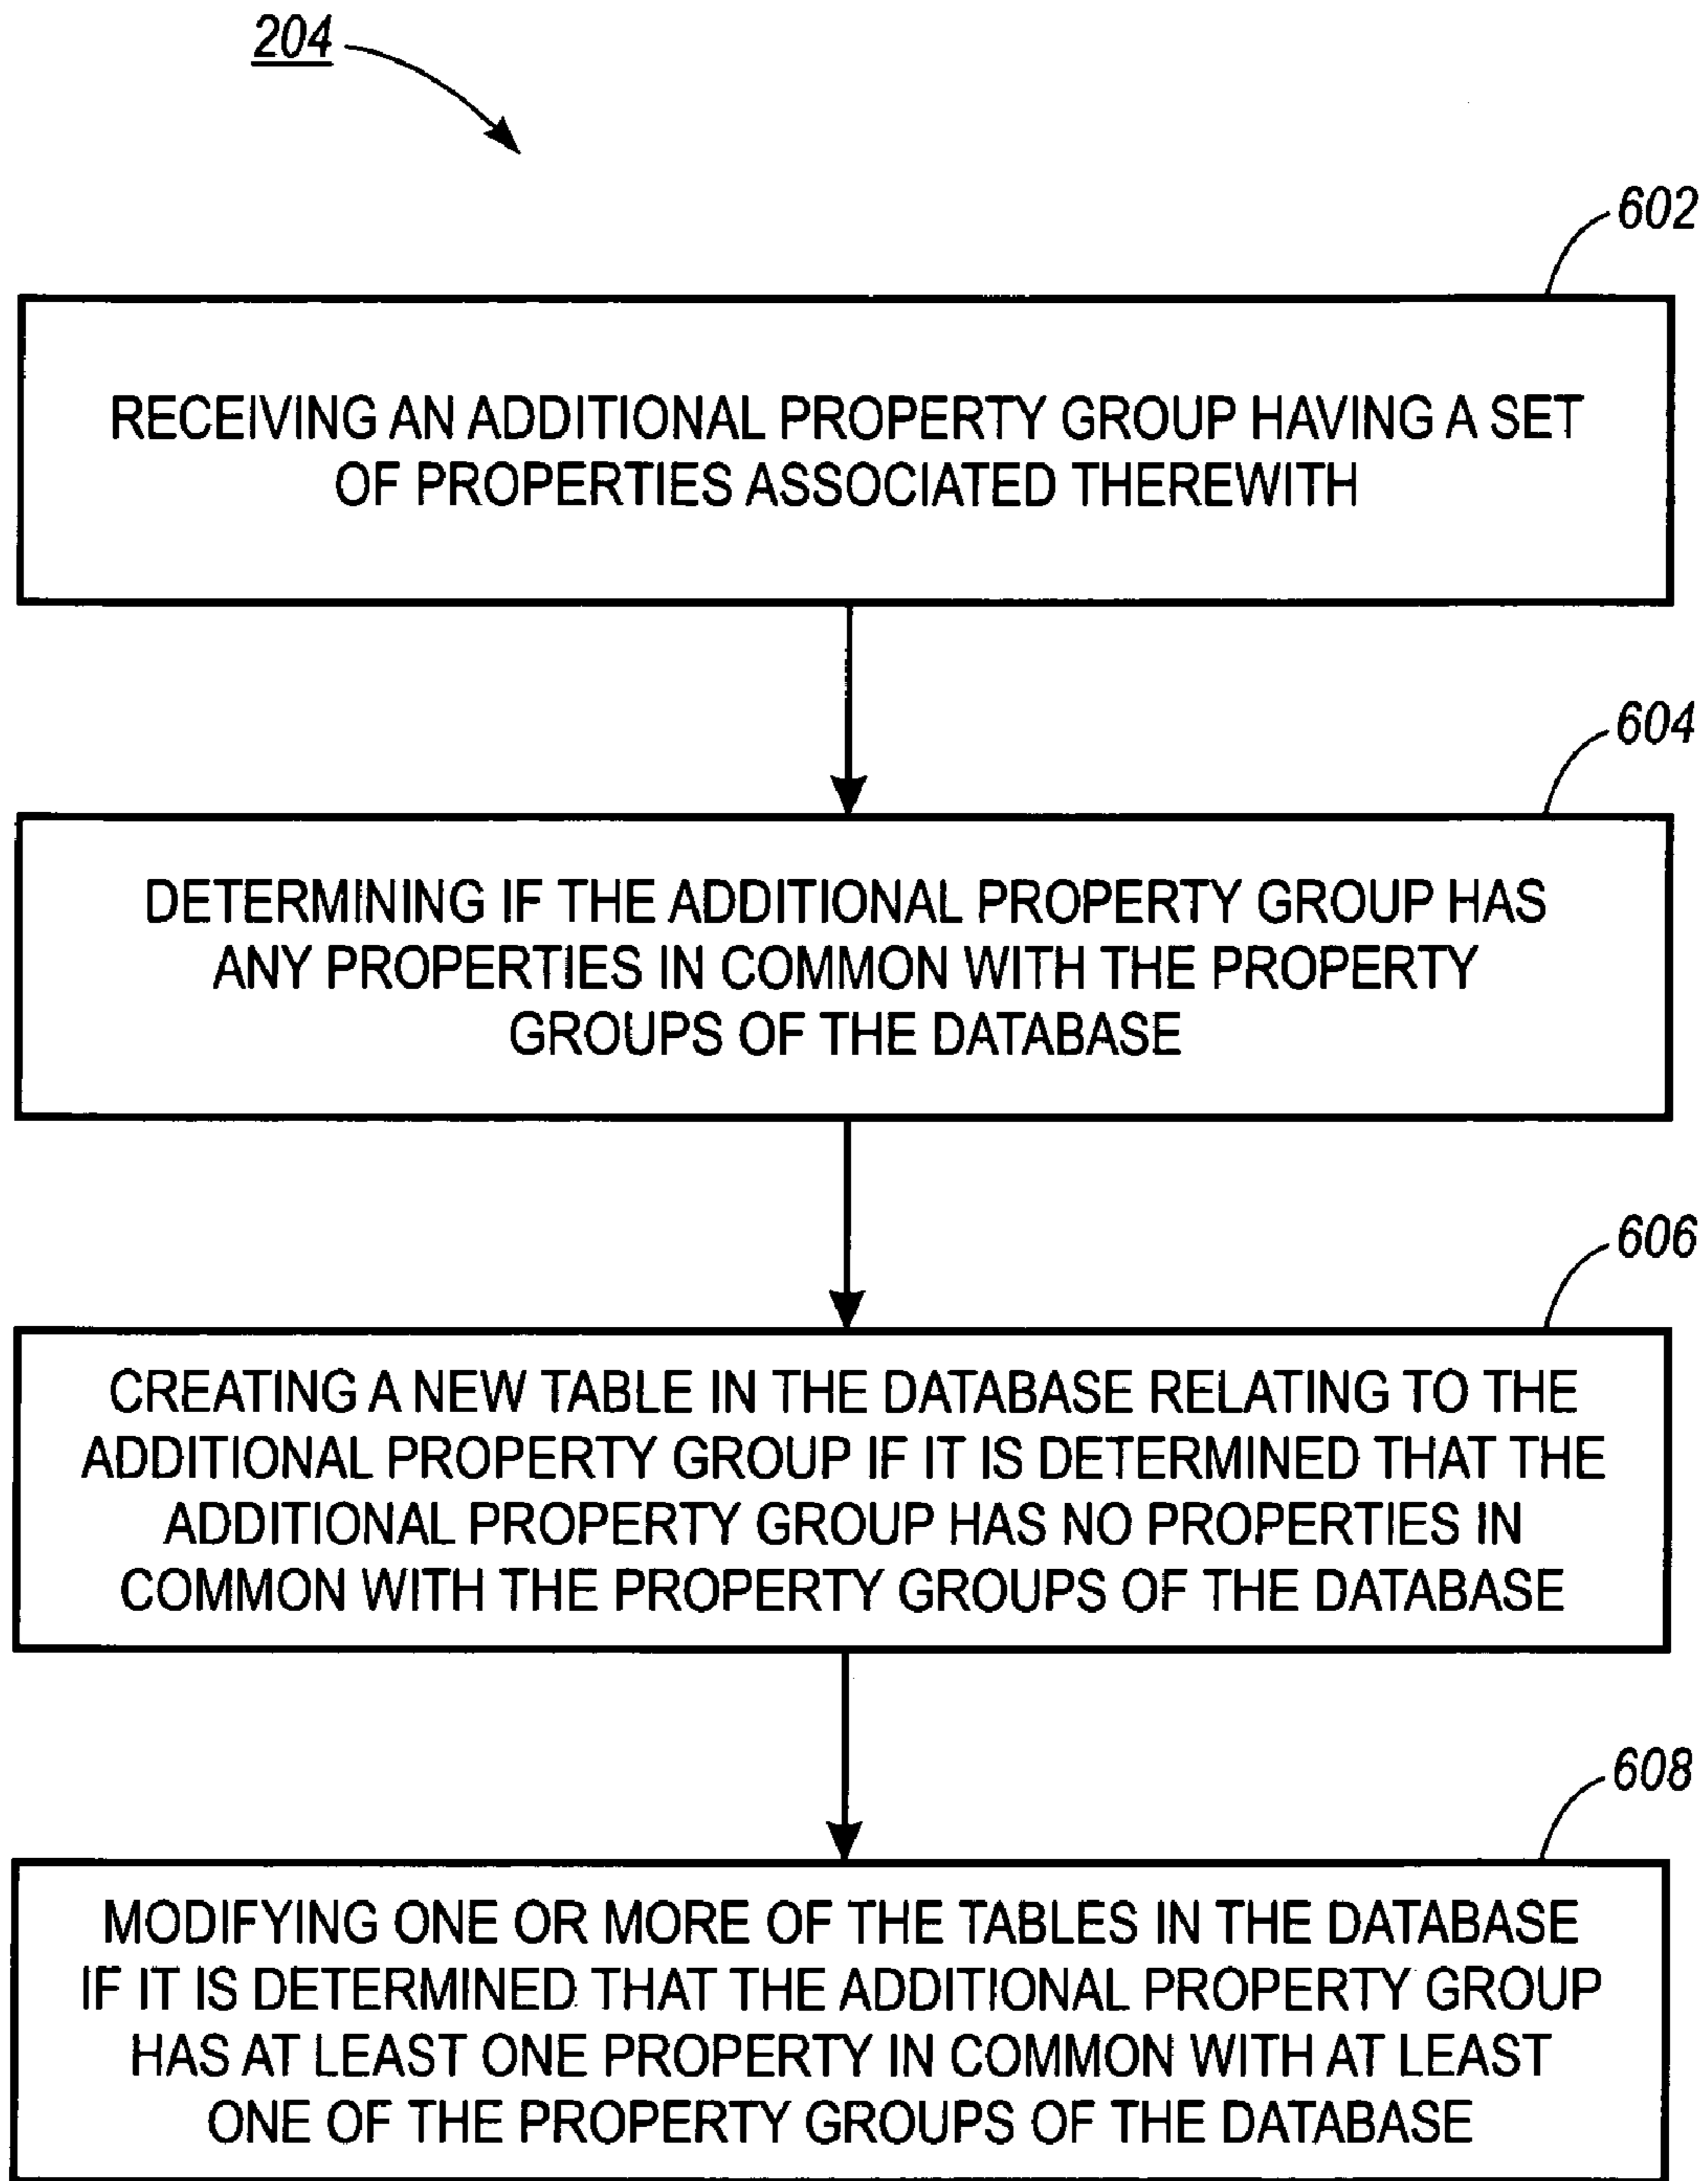 204
602
RECEIVING AN ADDITIONAL PROPERTY GROUP HAVING A SET
OF PROPERTIES ASSOCIATED THEREWITH
604
DETERMINING IF THE ADDITIONAL PROPERTY GROUP HAS
ANY PROPERTIES IN COMMON WITH THE PROPERTY
GROUPS OF THE DATABASE
606
CREATING A NEW TABLE IN THE DATABASE RELATING TO THE
ADDITIONAL PROPERTY GROUP IF IT IS DETERMINED THAT THE
ADDITIONAL PROPERTY GROUP HAS NO PROPERTIES IN
COMMON WITH THE PROPERTY GROUPS OF THE DATABASE
608
MODIFYING ONE OR MORE OF THE TABLES IN THE DATABASE
IF IT IS DETERMINED THAT THE ADDITIONAL PROPERTY GROUP
HAS AT LEAST ONE PROPERTY IN COMMON WITH AT LEAST
ONE OF THE PROPERTY GROUPS OF THE DATABASE